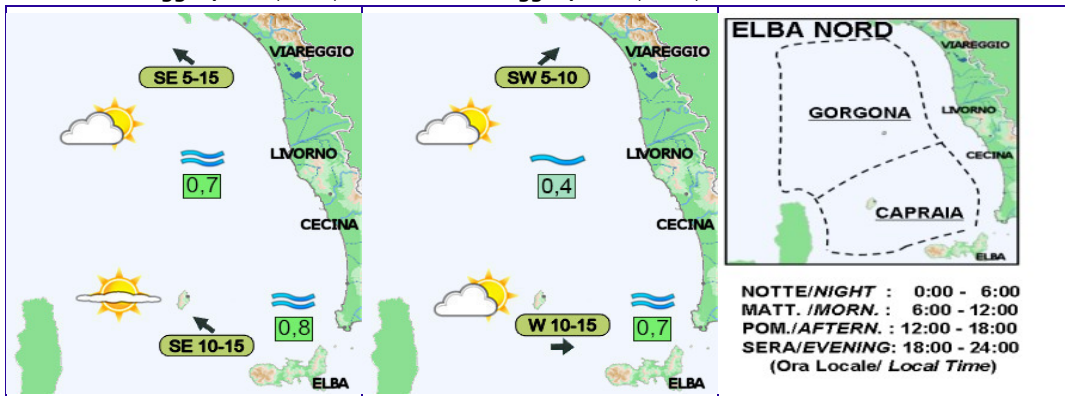 VIAREGGIO
SE 5-15
LIVORNO
0,7
CECINA
0,8
SE 10-15
ELBA
VIAREGGIO
SW 5-10
LIVORNO
0,4
CECINA
W 10-15
0,7
ELBA
ELBA NORD
VIAREGGIO
GORGONA
LIVORNO
CECINA
CAPRAIA
ELBA
NOTTE/NIGHT : 0:00 - 6:00
MATT. /MORN. : 6:00 - 12:00
POM./AFTERN. : 12:00 - 18:00
SERA/EVENING: 18:00 - 24:00
(Ora Locale/ Local Time)